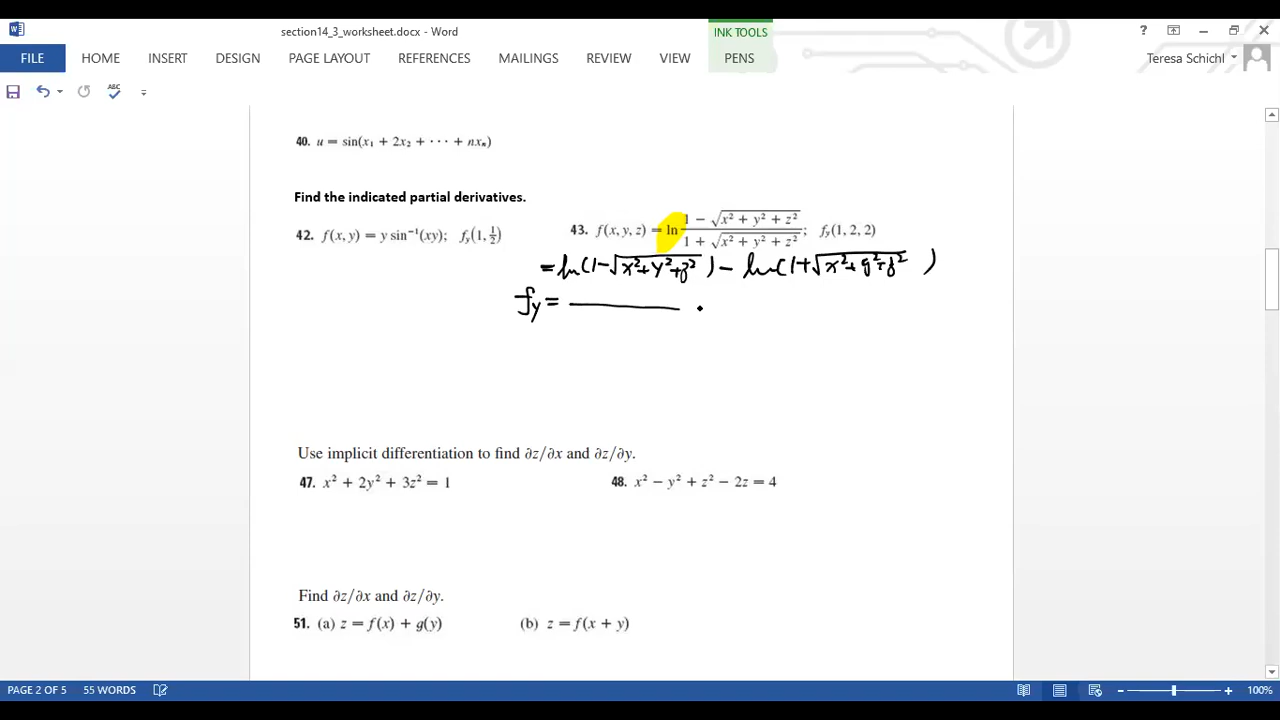 section14_3_worksheet.docx - Word
INK TOOLS
?
FILE HOME INSERT DESIGN PAGE LAYOUT REFERENCES MAILINGS REVIEW VIEW PENS
Teresa Schichl
ABC
40. u = sin(x₁ + 2x₂ + ··· + nxₙ)
Find the indicated partial derivatives.
42. f(x, y) = y sin⁻¹(xy); fᵧ(1, 1/2)
43. f(x, y, z) = ln (1 − √(x² + y² + z²))/(1 + √(x² + y² + z²)); fᵧ(1, 2, 2)
= ln(1−√(x²+y²+z²)) − ln(1+√(x²+y²+z²))
fᵧ =
Use implicit differentiation to find ∂z/∂x and ∂z/∂y.
47. x² + 2y² + 3z² = 1
48. x² − y² + z² − 2z = 4
Find ∂z/∂x and ∂z/∂y.
51. (a) z = f(x) + g(y)
(b) z = f(x + y)
PAGE 2 OF 5 55 WORDS
100%